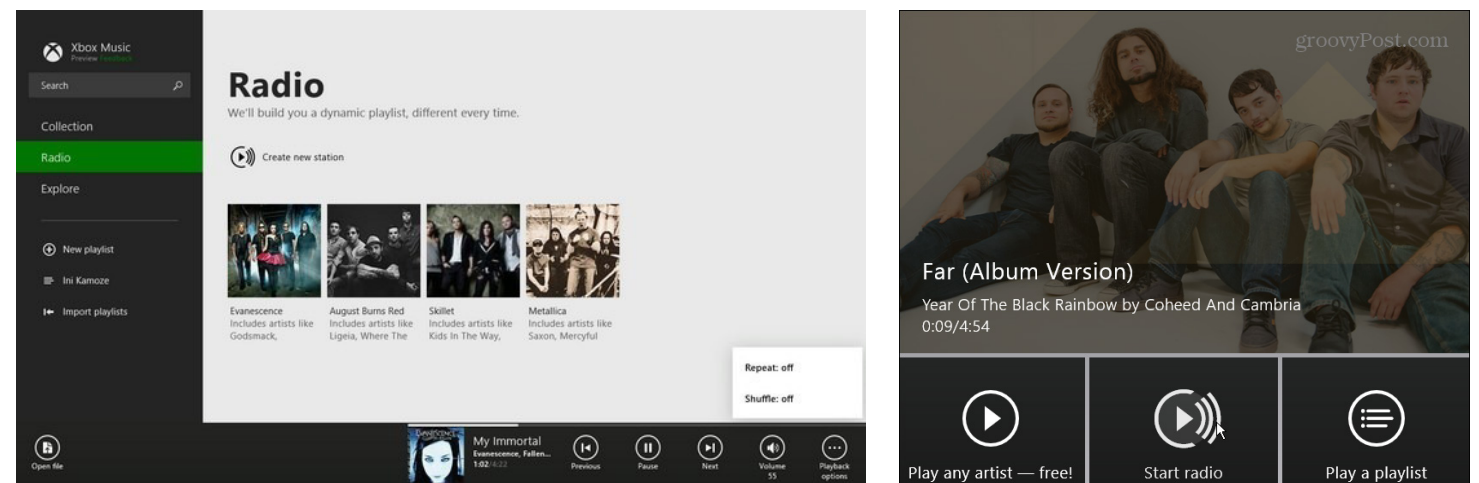 Xbox Music
Preview Feedback
Search
Collection
Radio
Explore
New playlist
Ini Kamoze
Import playlists
Radio
We'll build you a dynamic playlist, different every time.
Create new station
Evanescence
Includes artists like
Godsmack,
August Burns Red
Includes artists like
Ligeia, Where The
Skillet
Includes artists like
Kids In The Way,
Metallica
Includes artists like
Saxon, Mercyful
Repeat: off
Shuffle: off
Open file
EVANESCENCE
My Immortal
Evanescence, Fallen...
1:02/4:22
Previous
Pause
Next
Volume
55
Playback
options
groovyPost.com
Far (Album Version)
Year Of The Black Rainbow by Coheed And Cambria
0:09/4:54
Play any artist — free!
Start radio
Play a playlist